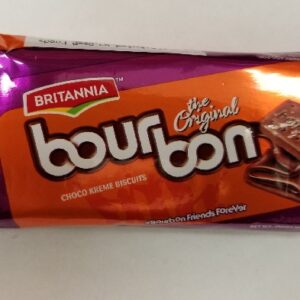 BRITANNIA
the
Original
bourbon
CHOCO KREME BISCUITS
Bourbon Friends Forever